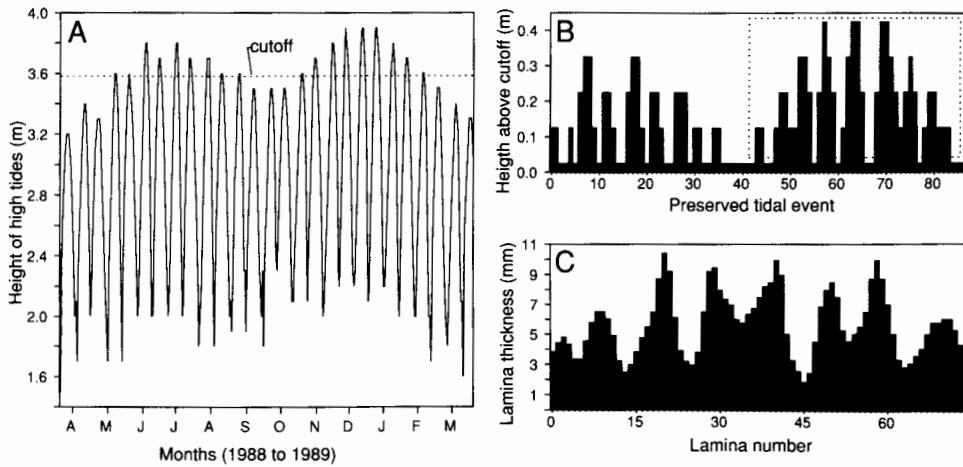 A
Height of high tides (m)
4.0
3.6
3.2
2.8
2.4
2.0
1.6
cutoff
A M J J A S O N D J F M
Months (1988 to 1989)
B
Heigth above cutoff (m)
0.4
0.3
0.2
0.1
0.0
0 10 20 30 40 50 60 70 80
Preserved tidal event
C
Lamina thickness (mm)
11
9
7
5
3
1
0 15 30 45 60
Lamina number